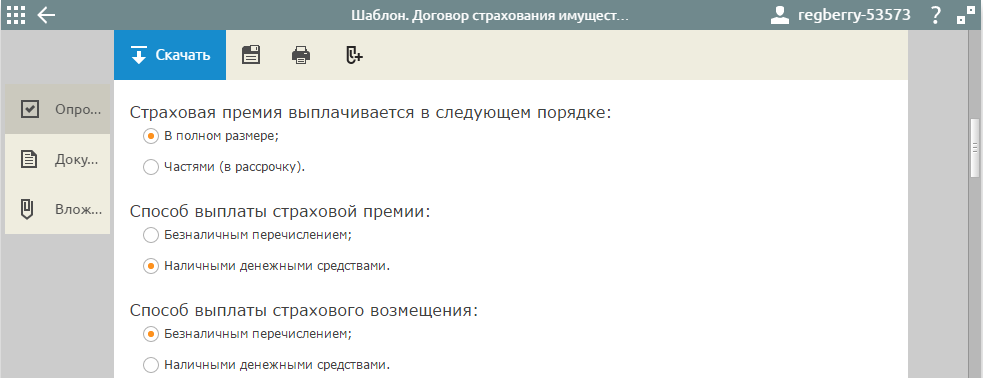 Шаблон. Договор страхования имущест...
regberry-53573
?
Скачать
Опро...
Доку...
Влож...
Страховая премия выплачивается в следующем порядке:
В полном размере;
Частями (в рассрочку).
Способ выплаты страховой премии:
Безналичным перечислением;
Наличными денежными средствами.
Способ выплаты страхового возмещения:
Безналичным перечислением;
Наличными денежными средствами.